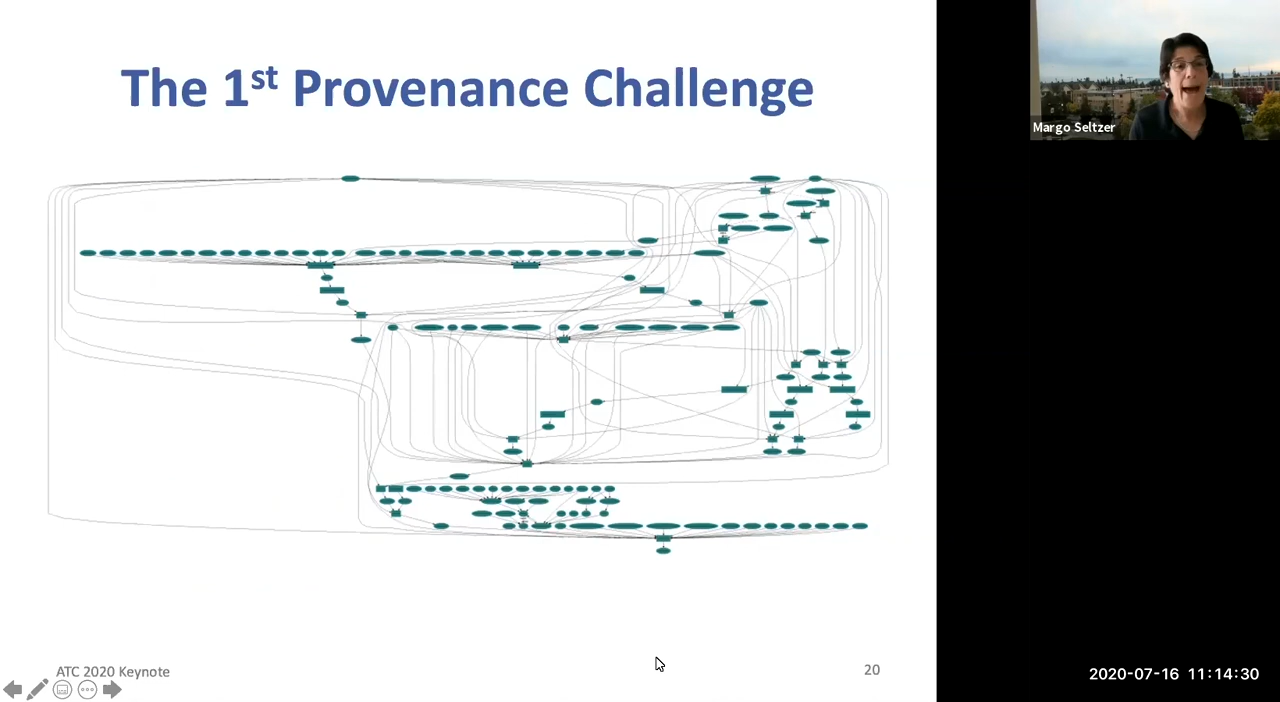 The 1st Provenance Challenge
Margo Seltzer
ATC 2020 Keynote
20
2020-07-16 11:14:30